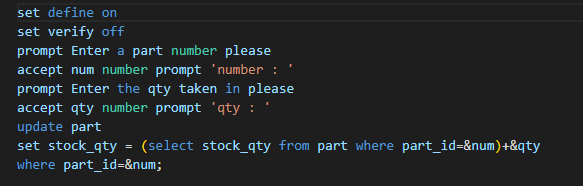 set define on
set verify off
prompt Enter a part number please
accept num number prompt 'number : '
prompt Enter the qty taken in please
accept qty number prompt 'qty : '
update part
set stock_qty = (select stock_qty from part where part_id=&num)+&qty
where part_id=&num;